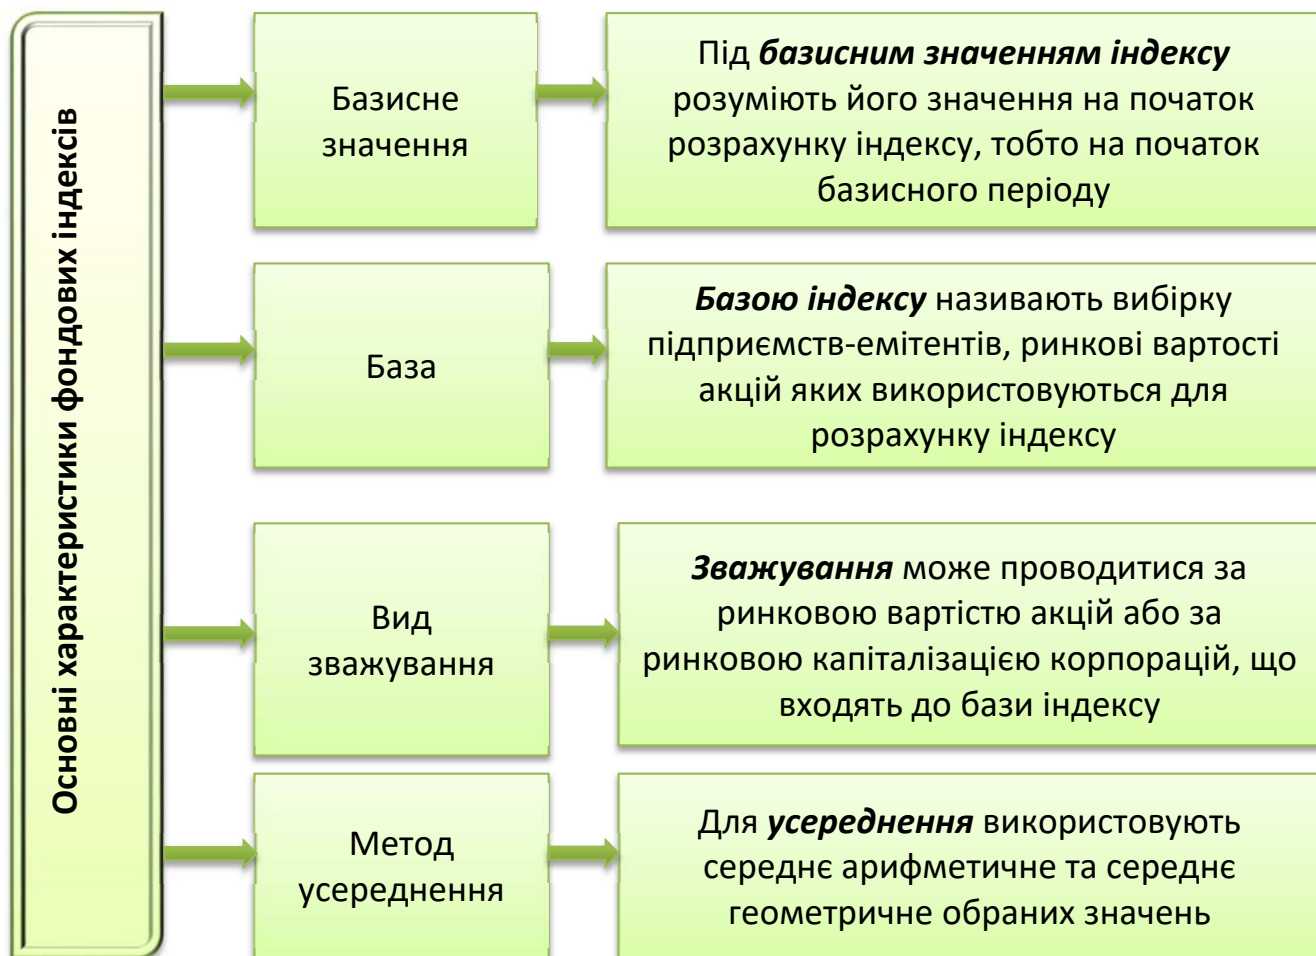 Основні характеристики фондових індексів
Базисне
значення
Під базисним значенням індексу
розуміють його значення на початок
розрахунку індексу, тобто на початок
базисного періоду
База
Базою індексу називають вибірку
підприємств-емітентів, ринкові вартості
акцій яких використовуються для
розрахунку індексу
Вид
зважування
Зважування може проводитися за
ринковою вартістю акцій або за
ринковою капіталізацією корпорацій, що
входять до бази індексу
Метод
усереднення
Для усереднення використовують
середнє арифметичне та середнє
геометричне обраних значень